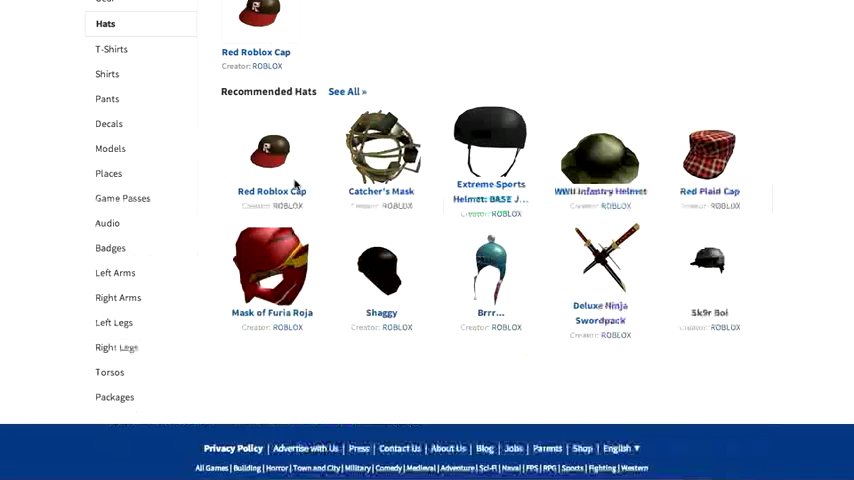 Hats
T-Shirts
Shirts
Pants
Decals
Models
Places
Game Passes
Audio
Badges
Left Arms
Right Arms
Left Legs
Right Legs
Torsos
Packages
Red Roblox Cap
Creator: ROBLOX
Recommended Hats See All »
Red Roblox Cap
Creator: ROBLOX
Catcher's Mask
Creator: ROBLOX
Extreme Sports
Helmet: BASE J...
Creator: ROBLOX
WWII Infantry Helmet
Creator: ROBLOX
Red Plaid Cap
Creator: ROBLOX
Mask of Furia Roja
Creator: ROBLOX
Shaggy
Creator: ROBLOX
Brrr...
Creator: ROBLOX
Deluxe Ninja
Swordpack
Creator: ROBLOX
Sk9r Boi
Creator: ROBLOX
Privacy Policy | Advertise with Us | Press | Contact Us | About Us | Blog | Jobs | Parents | Shop | English ▼
All Games | Building | Horror | Town and City | Military | Comedy | Medieval | Adventure | Sci-Fi | Naval | FPS | RPG | Sports | Fighting | Western